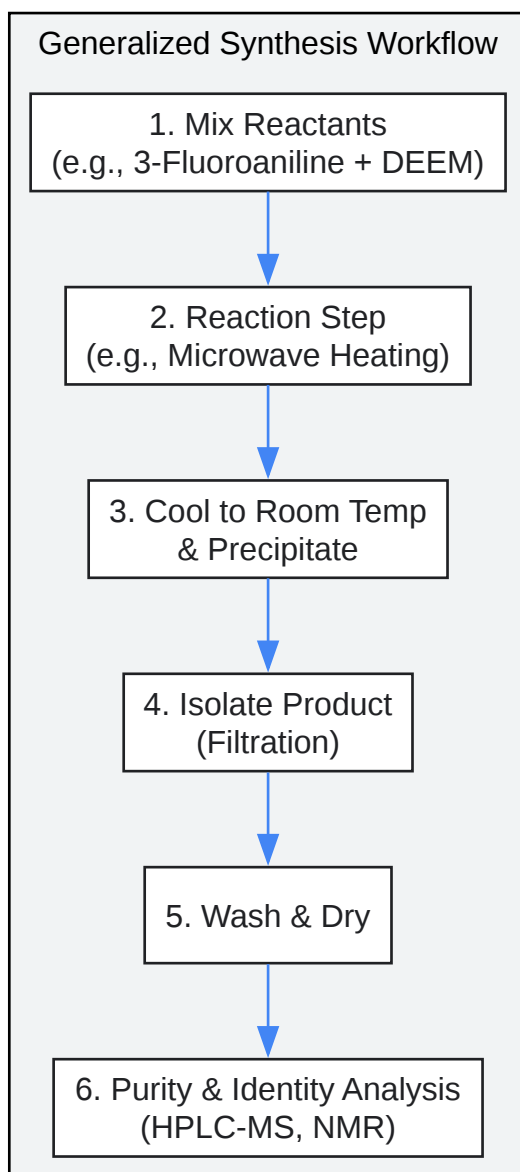 Generalized Synthesis Workflow
1. Mix Reactants
(e.g., 3-Fluoroaniline + DEEM)
2. Reaction Step
(e.g., Microwave Heating)
3. Cool to Room Temp
& Precipitate
4. Isolate Product
(Filtration)
5. Wash & Dry
6. Purity & Identity Analysis
(HPLC-MS, NMR)